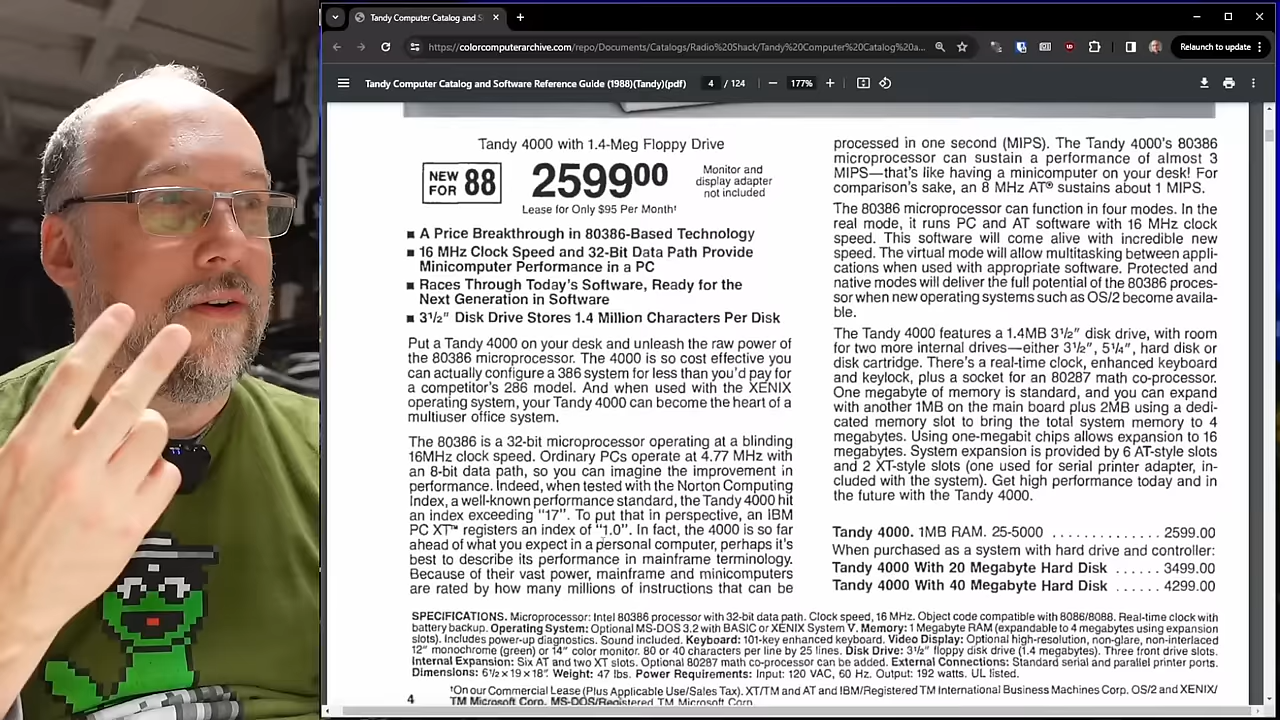 Tandy Computer Catalog and S
https://colorcomputerarchive.com/repo/Documents/Catalogs/Radio%20Shack/Tandy%20Computer%20Catalog%20a...
Relaunch to update
Tandy Computer Catalog and Software Reference Guide (1988)(Tandy)(pdf)
4 / 124
177%
Tandy 4000 with 1.4-Meg Floppy Drive
NEW FOR 88
2599⁰⁰
Monitor and
display adapter
not included
Lease for Only $95 Per Month†
■ A Price Breakthrough in 80386-Based Technology
■ 16 MHz Clock Speed and 32-Bit Data Path Provide
Minicomputer Performance in a PC
■ Races Through Today's Software, Ready for the
Next Generation in Software
■ 3½" Disk Drive Stores 1.4 Million Characters Per Disk
Put a Tandy 4000 on your desk and unleash the raw power of
the 80386 microprocessor. The 4000 is so cost effective you
can actually configure a 386 system for less than you'd pay for
a competitor's 286 model. And when used with the XENIX
operating system, your Tandy 4000 can become the heart of a
multiuser office system.
The 80386 is a 32-bit microprocessor operating at a blinding
16MHz clock speed. Ordinary PCs operate at 4.77 MHz with
an 8-bit data path, so you can imagine the improvement in
performance. Indeed, when tested with the Norton Computing
Index, a well-known performance standard, the Tandy 4000 hit
an index exceeding "17". To put that in perspective, an IBM
PC XT™ registers an index of "1.0". In fact, the 4000 is so far
ahead of what you expect in a personal computer, perhaps it's
best to describe its performance in mainframe terminology.
Because of their vast power, mainframe and minicomputers
are rated by how many millions of instructions that can be
processed in one second (MIPS). The Tandy 4000's 80386
microprocessor can sustain a performance of almost 3
MIPS—that's like having a minicomputer on your desk! For
comparison's sake, an 8 MHz AT® sustains about 1 MIPS.
The 80386 microprocessor can function in four modes. In the
real mode, it runs PC and AT software with 16 MHz clock
speed. This software will come alive with incredible new
speed. The virtual mode will allow multitasking between appli-
cations when used with appropriate software. Protected and
native modes will deliver the full potential of the 80386 proces-
sor when new operating systems such as OS/2 become availa-
ble.
The Tandy 4000 features a 1.4MB 3½" disk drive, with room
for two more internal drives—either 3½", 5¼", hard disk or
disk cartridge. There's a real-time clock, enhanced keyboard
and keylock, plus a socket for an 80287 math co-processor.
One megabyte of memory is standard, and you can expand
with another 1MB on the main board plus 2MB using a dedi-
cated memory slot to bring the total system memory to 4
megabytes. Using one-megabit chips allows expansion to 16
megabytes. System expansion is provided by 6 AT-style slots
and 2 XT-style slots (one used for serial printer adapter, in-
cluded with the system). Get high performance today and in
the future with the Tandy 4000.
Tandy 4000. 1MB RAM. 25-5000 . . . . . . . . . . . . . 2599.00
When purchased as a system with hard drive and controller:
Tandy 4000 With 20 Megabyte Hard Disk . . . . . . 3499.00
Tandy 4000 With 40 Megabyte Hard Disk . . . . . . 4299.00
SPECIFICATIONS. Microprocessor: Intel 80386 processor with 32-bit data path. Clock speed, 16 MHz. Object code compatible with 8086/8088. Real-time clock with
battery backup. Operating System: Optional MS-DOS 3.2 with BASIC or XENIX System V. Memory: 1 Megabyte RAM (expandable to 4 megabytes using expansion
slots). Includes power-up diagnostics. Sound included. Keyboard: 101-key enhanced keyboard. Video Display: Optional high-resolution, non-glare, non-interlaced
12" monochrome (green) or 14" color monitor. 80 or 40 characters per line by 25 lines. Disk Drive: 3½" floppy disk drive (1.4 megabytes). Three front drive slots.
Internal Expansion: Six AT and two XT slots. Optional 80287 math co-processor can be added. External Connections: Standard serial and parallel printer ports.
Dimensions: 6½ x 19 x 18". Weight: 47 lbs. Power Requirements: Input: 120 VAC, 60 Hz. Output: 192 watts. UL listed.
4
†On our Commercial Lease (Plus Applicable Use/Sales Tax). XT/TM and AT and IBM/Registered TM International Business Machines Corp. OS/2 and XENIX/
TM Microsoft Corp. MS-DOS/Registered TM Microsoft Corp.